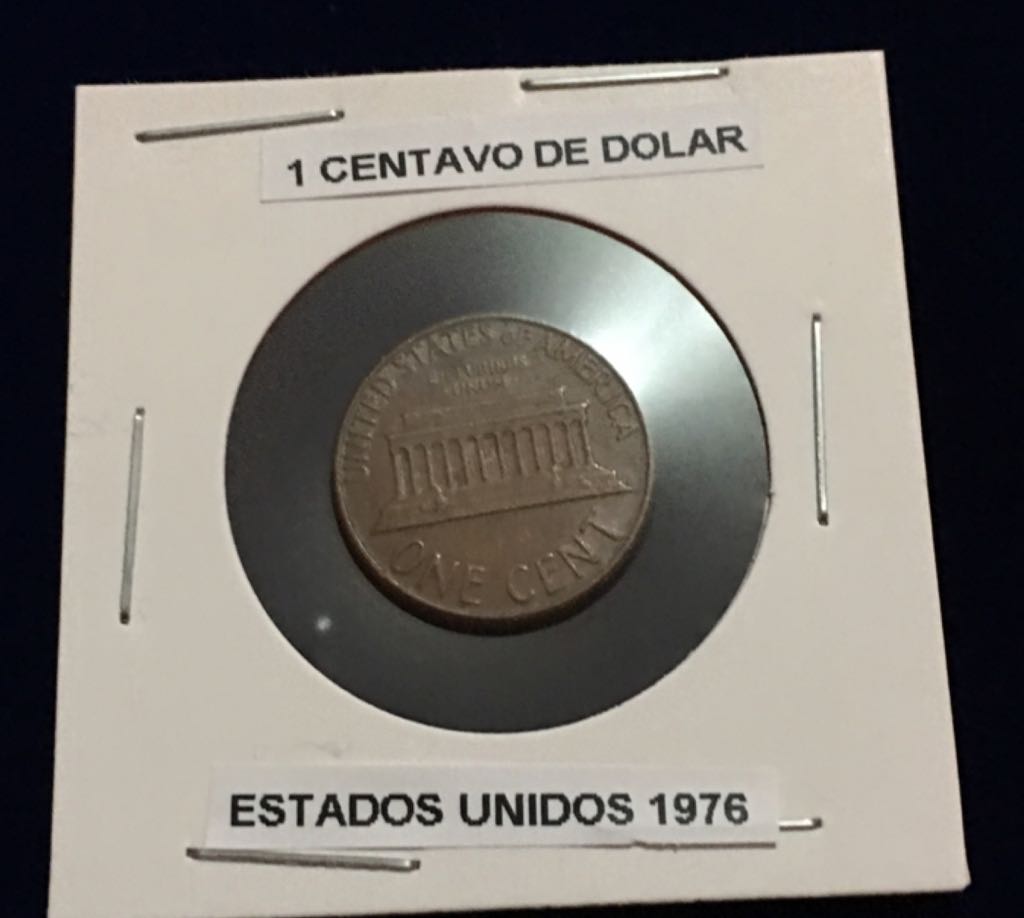 1 CENTAVO DE DOLAR
UNITED STATES OF AMERICA
ONE CENT
ESTADOS UNIDOS 1976